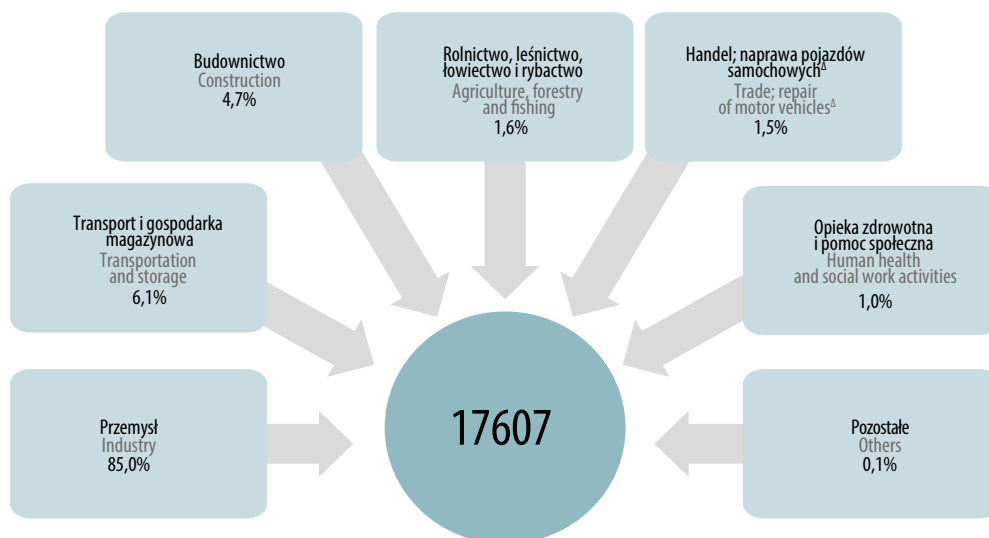 Budownictwo
Construction
4,7%
Rolnictwo, leśnictwo,
łowiectwo i rybactwo
Agriculture, forestry
and fishing
1,6%
Handel; naprawa pojazdów
samochowychΔ
Trade; repair
of motor vehiclesΔ
1,5%
Transport i gospodarka
magazynowa
Transportation
and storage
6,1%
Opieka zdrowotna
i pomoc społeczna
Human health
and social work activities
1,0%
Przemysł
Industry
85,0%
17607
Pozostałe
Others
0,1%